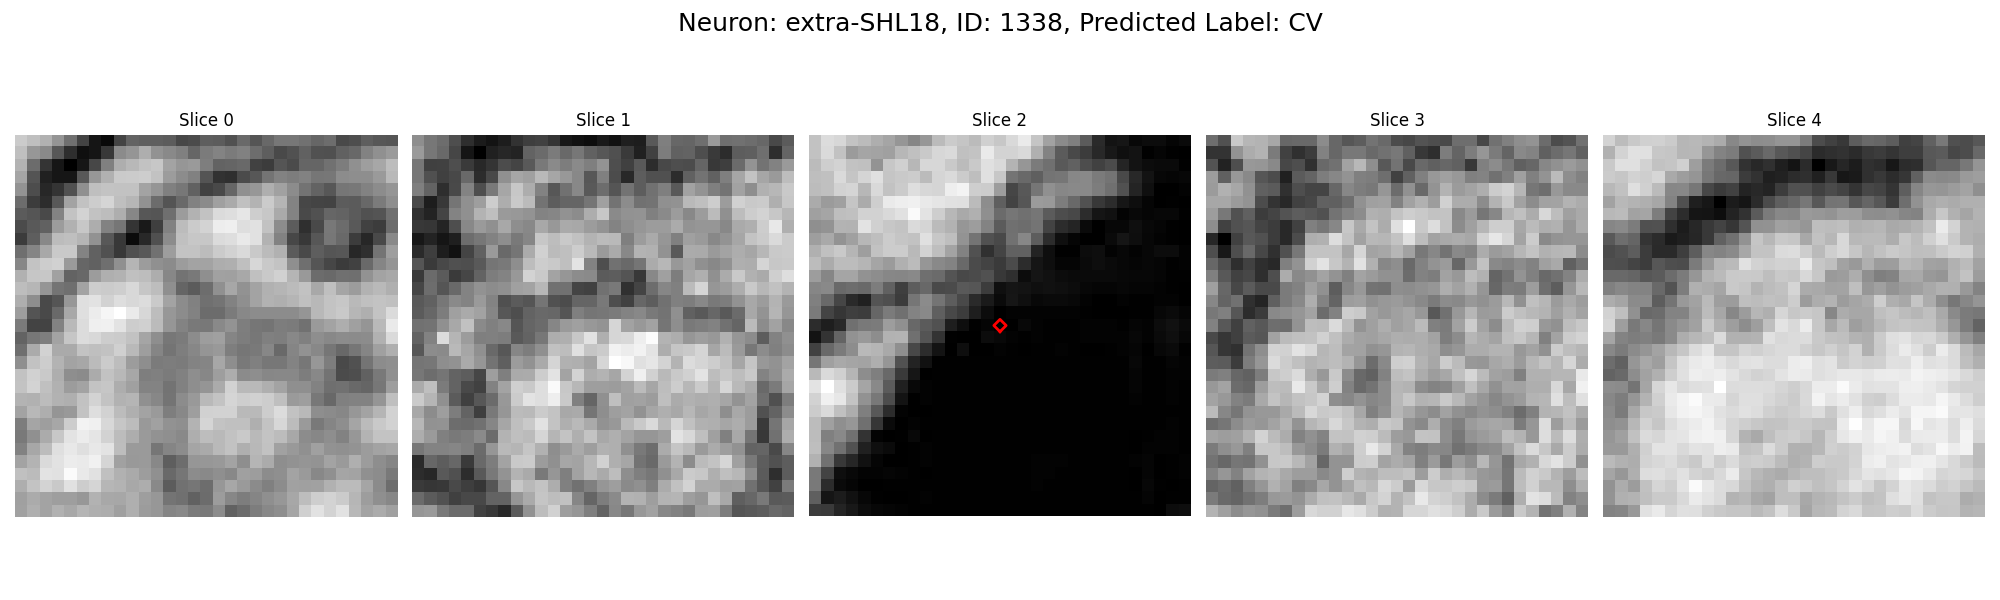 Neuron: extra-SHL18, ID: 1338, Predicted Label: CV
Slice 0
Slice 1
Slice 2
Slice 3
Slice 4